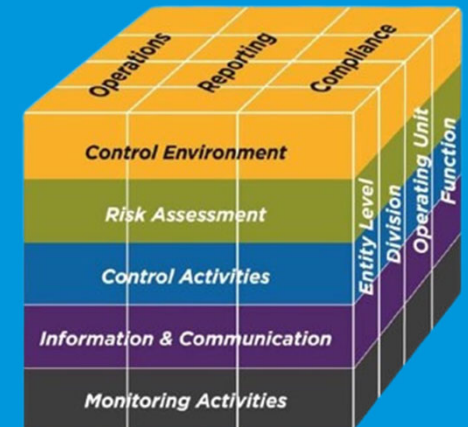 Operations
Reporting
Compliance
Control Environment
Risk Assessment
Control Activities
Information & Communication
Monitoring Activities
Entity Level
Division
Operating Unit
Function